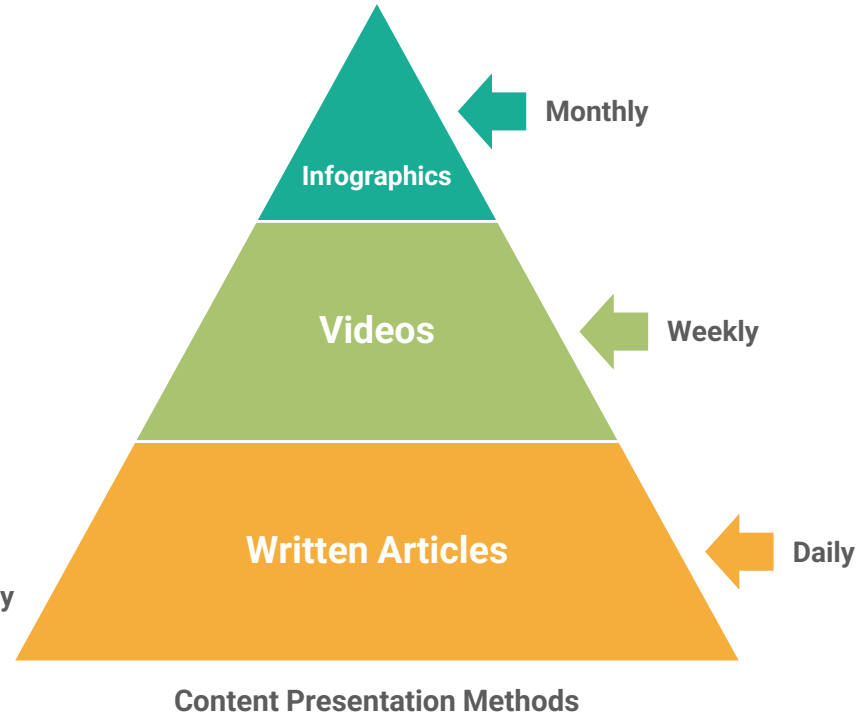 Monthly
Infographics
Videos
Weekly
Written Articles
Daily
y
Content Presentation Methods